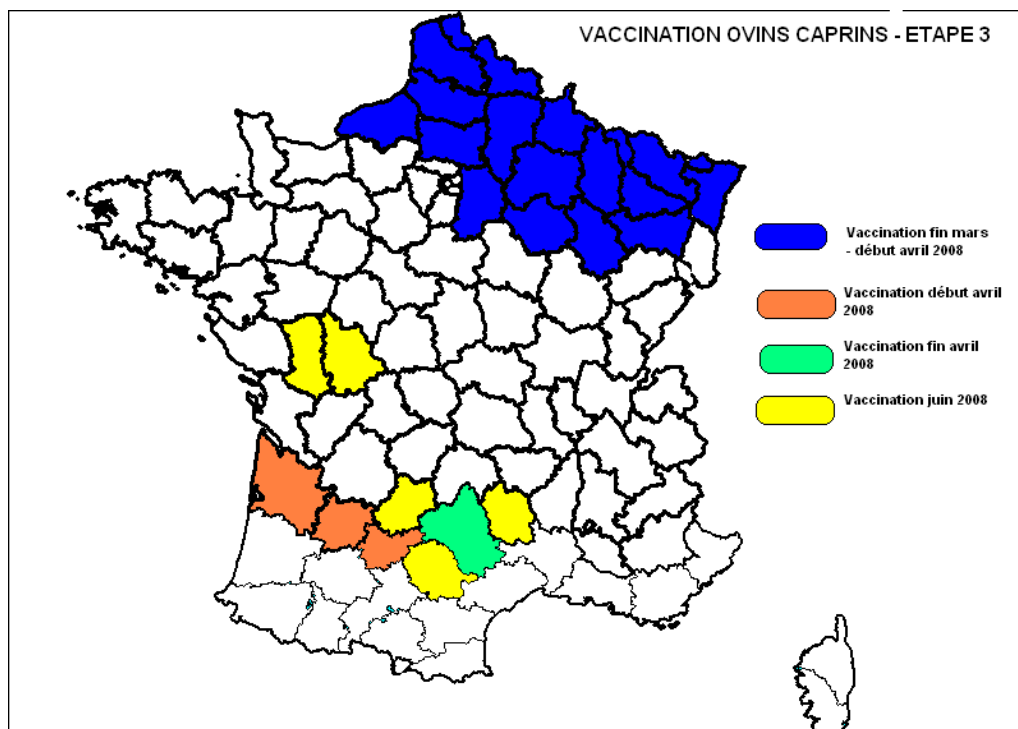 VACCINATION OVINS CAPRINS - ETAPE 3
Vaccination fin mars
- début avril 2008
Vaccination début avril
2008
Vaccination fin avril
2008
Vaccination juin 2008